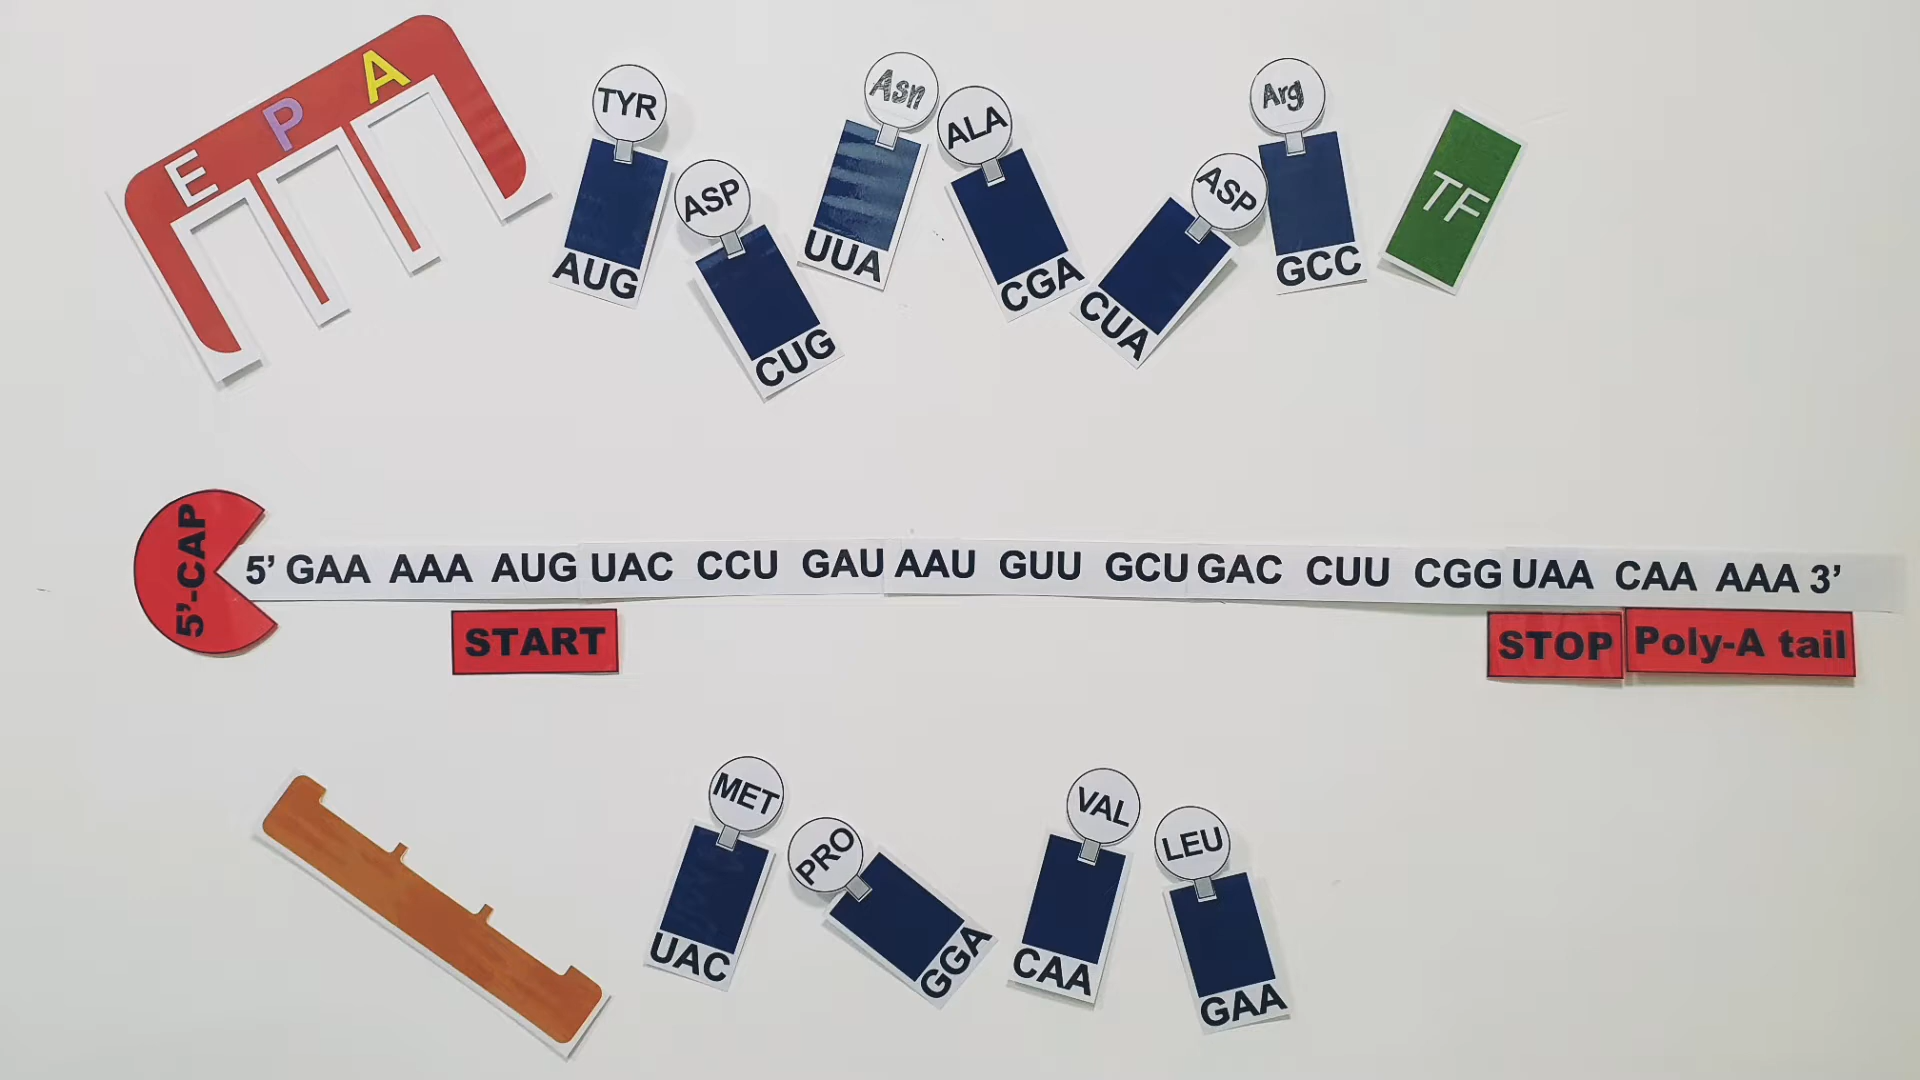 E P A
TYR
AUG
ASP
CUG
Asn
UUA
ALA
CGA
ASP
CUA
Arg
GCC
TF
5'-CAP
5' GAA AAA AUG UAC CCU GAU AAU GUU GCU GAC CUU CGG UAA CAA AAA 3'
START
STOP
Poly-A tail
MET
UAC
PRO
GGA
VAL
CAA
LEU
GAA